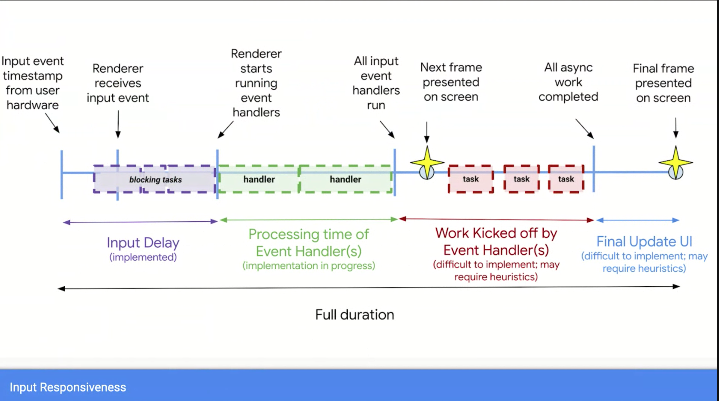 Input event
timestamp
from user
hardware
Renderer
receives
input event
Renderer
starts
running
event
handlers
All input
event
handlers
run
Next frame
presented
on screen
All async
work
completed
Final frame
presented
on screen
blocking tasks
handler
handler
task
task
task
Input Delay
(implemented)
Processing time of
Event Handler(s)
(implementation in progress)
Work Kicked off by
Event Handler(s)
(difficult to implement; may
require heuristics)
Final Update UI
(difficult to implement; may
require heuristics)
Full duration
Input Responsiveness